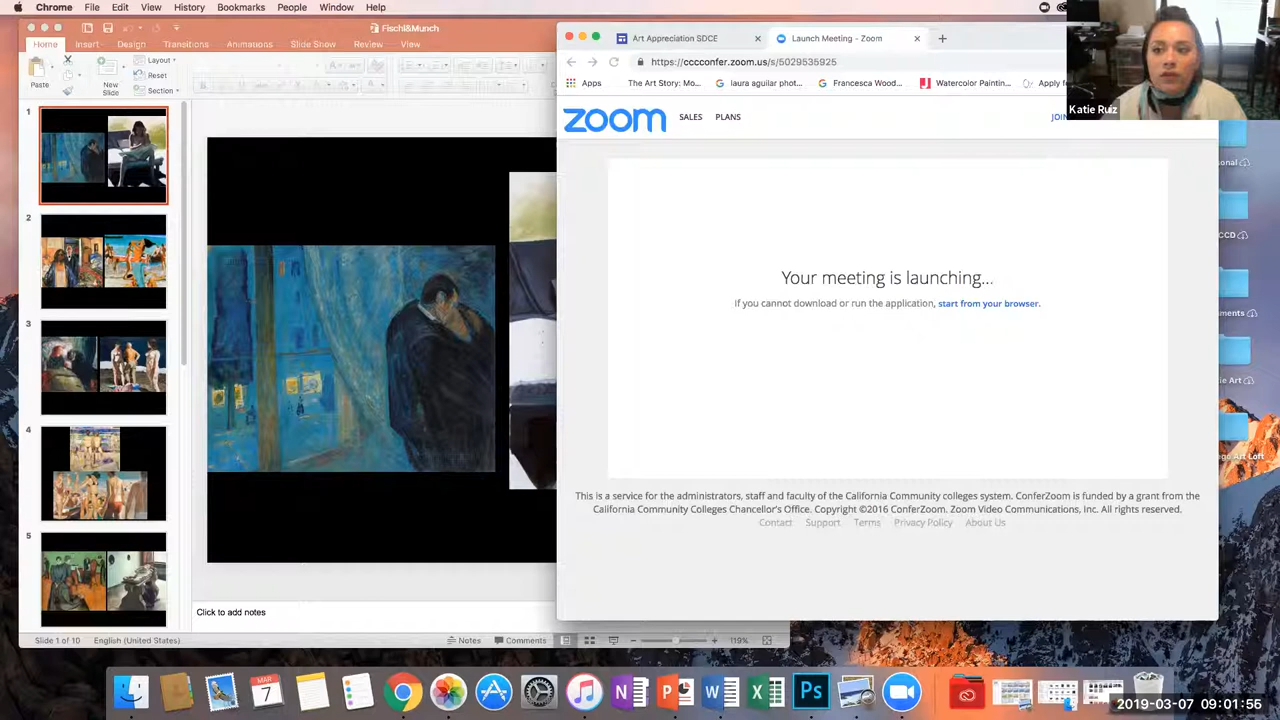 Chrome File Edit View History Bookmarks People Window Help
Fischl&Munch
Home Insert Design Transitions Animations Slide Show Review View
Paste
New
Slide
Layout
Reset
Section
1
2
3
4
5
Click to add notes
Slide 1 of 10 English (United States)
Notes Comments 119%
Art Appreciation SDCE
Launch Meeting - Zoom
https://cccconfer.zoom.us/s/5029535925
Apps The Art Story: Mo... laura aguilar phot... Francesca Wood... Watercolor Paintin...
zoom SALES PLANS
Your meeting is launching...
If you cannot download or run the application, start from your browser.
This is a service for the administrators, staff and faculty of the California Community colleges system. ConferZoom is funded by a grant from the
California Community Colleges Chancellor's Office. Copyright ©2016 ConferZoom. Zoom Video Communications, Inc. All rights reserved.
Contact Support Terms Privacy Policy About Us
Katie Ruiz
MAR
7
N P W X Ps
2019-03-07 09:01:55